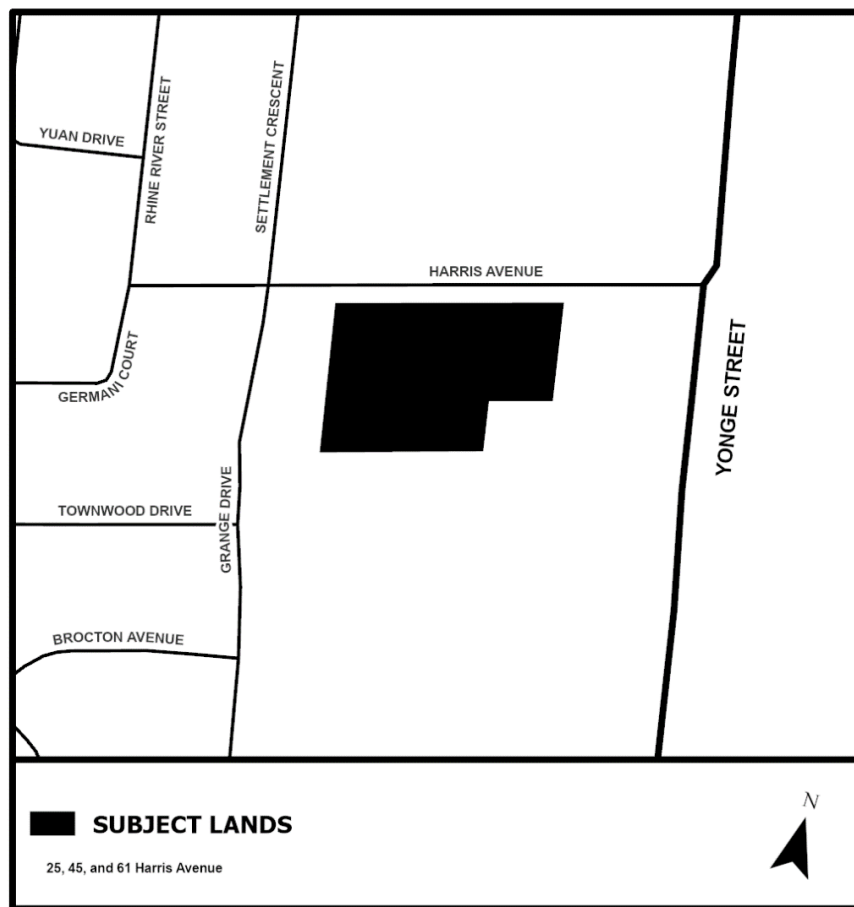 YUAN DRIVE
RHINE RIVER STREET
SETTLEMENT CRESCENT
HARRIS AVENUE
GERMANI COURT
YONGE STREET
TOWNWOOD DRIVE
GRANGE DRIVE
BROCTON AVENUE
SUBJECT LANDS
N
25, 45, and 61 Harris Avenue